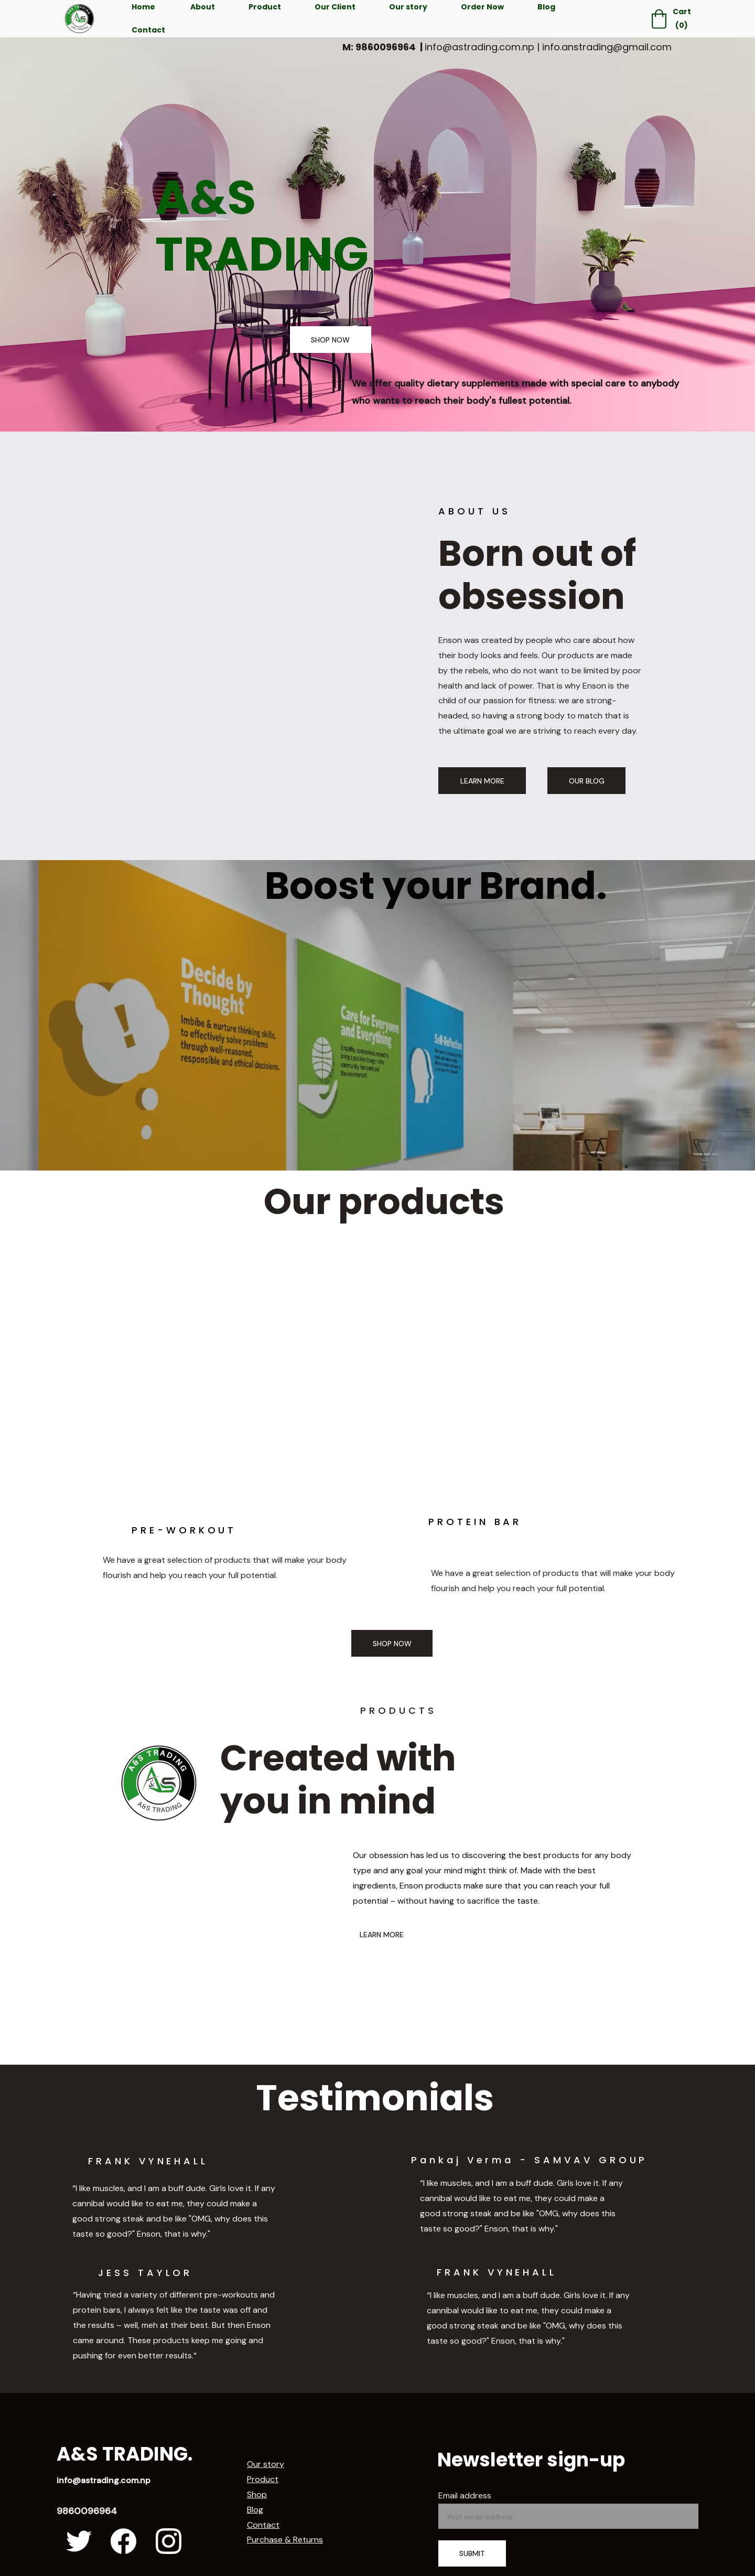 Home About Product Our Client Our story Order Now Blog
Contact
Cart
(0)
M: 9860096964 | info@astrading.com.np | info.anstrading@gmail.com
A&S
TRADING
SHOP NOW
We offer quality dietary supplements made with special care to anybody
who wants to reach their body's fullest potential.
ABOUT US
Born out of
obsession
Enson was created by people who care about how
their body looks and feels. Our products are made
by the rebels, who do not want to be limited by poor
health and lack of power. That is why Enson is the
child of our passion for fitness: we are strong-
headed, so having a strong body to match that is
the ultimate goal we are striving to reach every day.
LEARN MORE OUR BLOG
Boost your Brand.
Decide by
Thought
Imbibe & nurture thinking skills,
to effectively solve problems
through well-reasoned,
responsible and ethical decisions.
Care for Everyone
and Everything
Self-Reflection
Our products
PRE-WORKOUT
We have a great selection of products that will make your body
flourish and help you reach your full potential.
PROTEIN BAR
We have a great selection of products that will make your body
flourish and help you reach your full potential.
SHOP NOW
PRODUCTS
A&S TRADING
AS
A&S TRADING
Created with
you in mind
Our obsession has led us to discovering the best products for any body
type and any goal your mind might think of. Made with the best
ingredients, Enson products make sure that you can reach your full
potential – without having to sacrifice the taste.
LEARN MORE
Testimonials
FRANK VYNEHALL
“I like muscles, and I am a buff dude. Girls love it. If any
cannibal would like to eat me, they could make a
good strong steak and be like "OMG, why does this
taste so good?" Enson, that is why."
Pankaj Verma - SAMVAV GROUP
“I like muscles, and I am a buff dude. Girls love it. If any
cannibal would like to eat me, they could make a
good strong steak and be like "OMG, why does this
taste so good?" Enson, that is why."
JESS TAYLOR
“Having tried a variety of different pre-workouts and
protein bars, I always felt like the taste was off and
the results – well, meh at their best. But then Enson
came around. These products keep me going and
pushing for even better results.”
FRANK VYNEHALL
“I like muscles, and I am a buff dude. Girls love it. If any
cannibal would like to eat me, they could make a
good strong steak and be like "OMG, why does this
taste so good?" Enson, that is why."
A&S TRADING.
info@astrading.com.np
9860096964
Our story
Product
Shop
Blog
Contact
Purchase & Returns
Newsletter sign-up
Email address
Your email address
SUBMIT